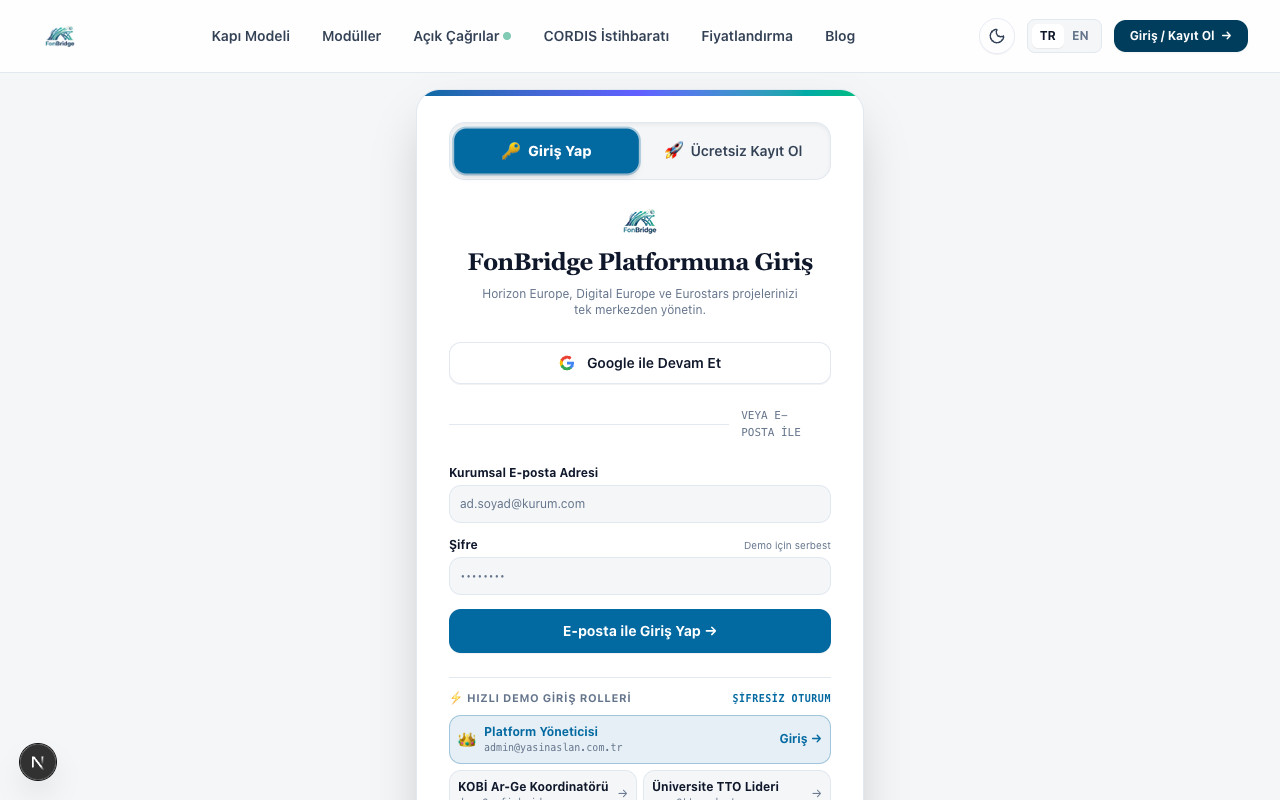 FonBridge
Kapı Modeli
Modüller
Açık Çağrılar
CORDIS İstihbaratı
Fiyatlandırma
Blog
TR
EN
Giriş / Kayıt Ol →
🔑 Giriş Yap
🚀 Ücretsiz Kayıt Ol
FonBridge
FonBridge Platformuna Giriş
Horizon Europe, Digital Europe ve Eurostars projelerinizi
tek merkezden yönetin.
Google ile Devam Et
VEYA E-
POSTA İLE
Kurumsal E-posta Adresi
ad.soyad@kurum.com
Şifre
Demo için serbest
••••••••
E-posta ile Giriş Yap →
⚡ HIZLI DEMO GİRİŞ ROLLERİ
ŞİFRESİZ OTURUM
👑 Platform Yöneticisi
admin@yasinaslan.com.tr
Giriş →
KOBİ Ar-Ge Koordinatörü
→
Üniversite TTO Lideri
→
N